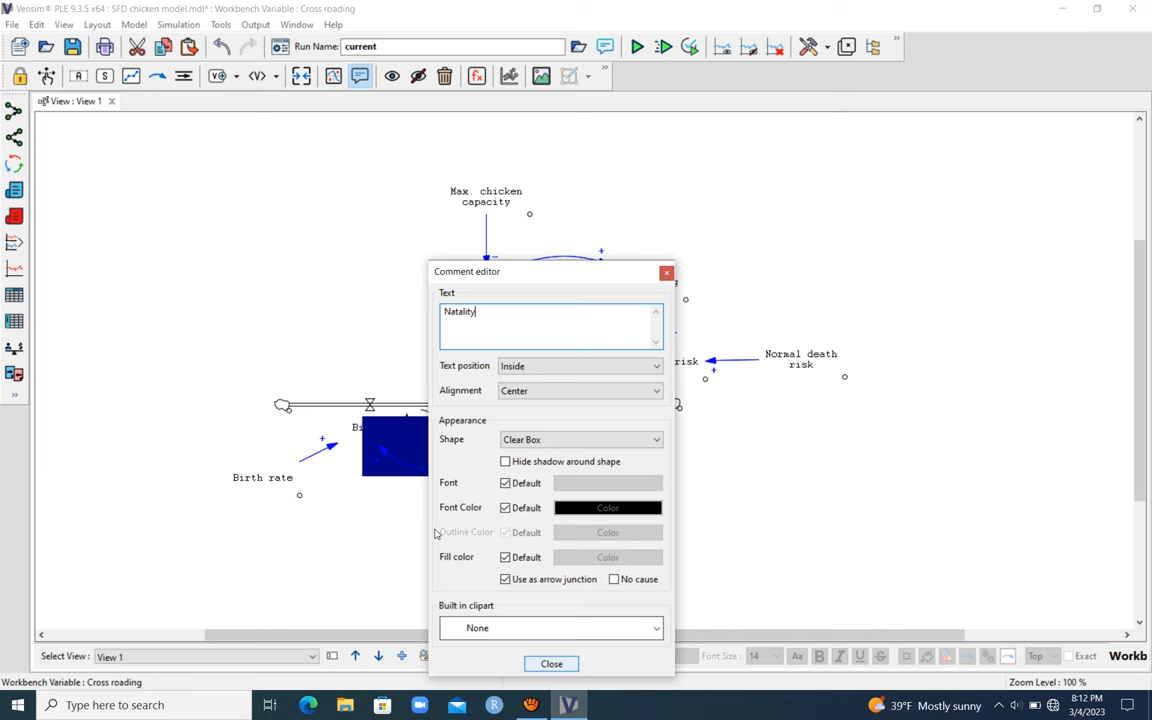 Vensim® PLE 9.3.5 x64 : SFD chicken model.mdl* : Workbench Variable : Cross roading
File Edit View Layout Model Simulation Tools Output Window Help
Run Name: current
A S V <V> fx
View : View 1
Max. chicken
capacity
Comment editor
Text
Natality
Text position Inside
Alignment Center
risk
Normal death
risk
Appearance
Shape Clear Box
Hide shadow around shape
Bi
Birth rate
Font Default
Font Color Default Color
Outline Color Default Color
Fill color Default Color
Use as arrow junction No cause
Built in clipart
None
Close
Select View : View 1
Font Size : 14 Aa B I U S Top Exact Workb
Workbench Variable : Cross roading
Zoom Level : 100 %
Type here to search
39°F Mostly sunny
8:12 PM
3/4/2023